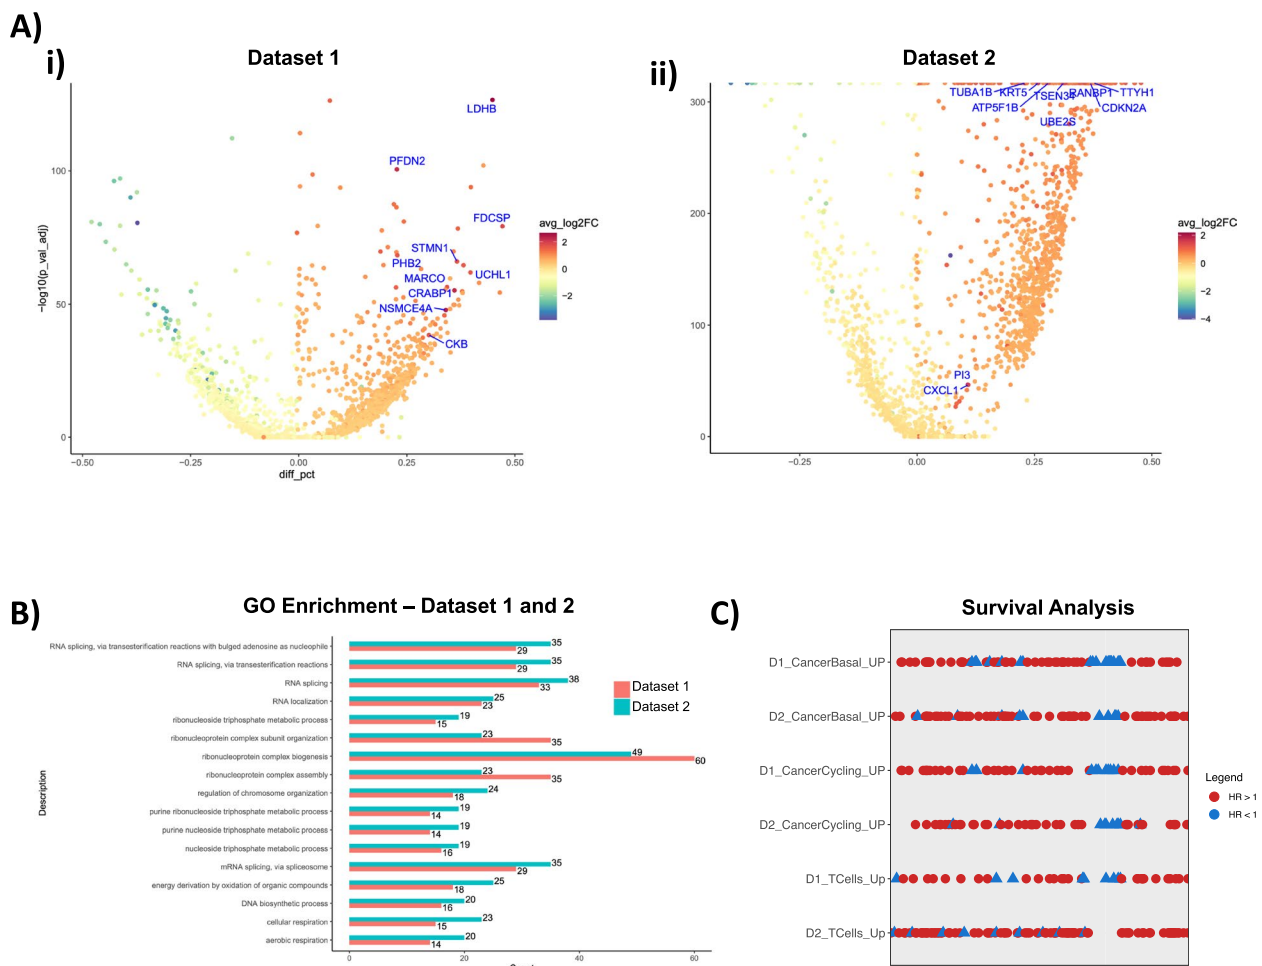 A)
i)
Dataset 1
LDHB
PFDN2
FDCSP
STMN1
PHB2
UCHL1
MARCO
CRABP1
NSMCE4A
CKB
100
50
0
−log10(p_val_adj)
−0.50
−0.25
0.00
0.25
0.50
diff_pct
avg_log2FC
2
0
−2
ii)
Dataset 2
TUBA1B
KRT5
TSEN34
RANBP1
TTYH1
ATP5F1B
CDKN2A
UBE2S
PI3
CXCL1
300
200
100
0
−0.25
0.00
0.25
0.50
avg_log2FC
2
0
−2
−4
B)
GO Enrichment – Dataset 1 and 2
Description
RNA splicing, via transesterification reactions with bulged adenosine as nucleophile
35
29
RNA splicing, via transesterification reactions
35
29
RNA splicing
38
33
RNA localization
25
23
ribonucleoside triphosphate metabolic process
19
15
ribonucleoprotein complex subunit organization
23
35
ribonucleoprotein complex biogenesis
49
60
ribonucleoprotein complex assembly
23
35
regulation of chromosome organization
24
18
purine ribonucleoside triphosphate metabolic process
19
14
purine nucleoside triphosphate metabolic process
19
14
nucleoside triphosphate metabolic process
19
16
mRNA splicing, via spliceosome
35
29
energy derivation by oxidation of organic compounds
25
18
DNA biosynthetic process
20
16
cellular respiration
23
15
aerobic respiration
20
14
0
20
40
60
Dataset 1
Dataset 2
C)
Survival Analysis
D1_CancerBasal_UP
D2_CancerBasal_UP
D1_CancerCycling_UP
D2_CancerCycling_UP
D1_TCells_Up
D2_TCells_Up
Legend
HR > 1
HR < 1